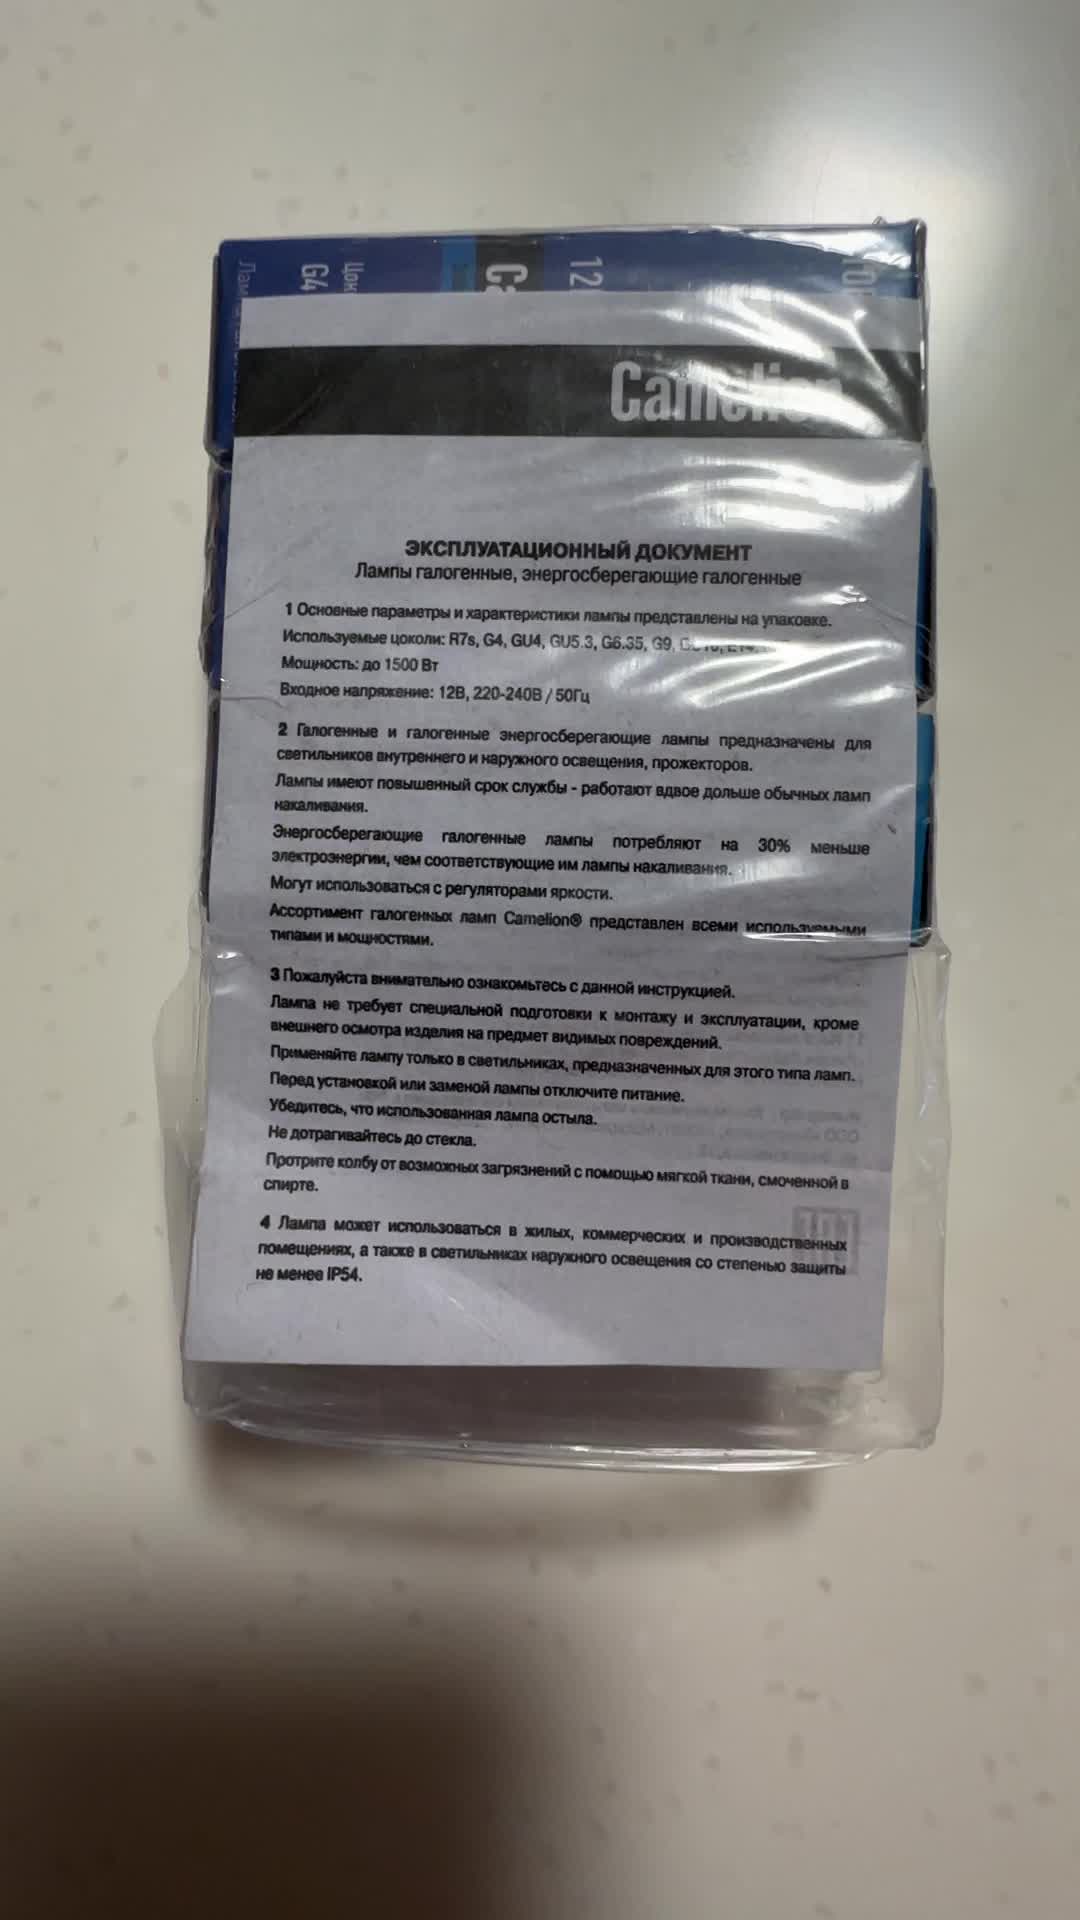 Цок
G4
Ca
12
10
Camelion
ЭКСПЛУАТАЦИОННЫЙ ДОКУМЕНТ
Лампы галогенные, энергосберегающие галогенные
1 Основные параметры и характеристики лампы представлены на упаковке.
Используемые цоколи: R7s, G4, GU4, GU5.3, G6.35, G9,
Мощность: до 1500 Вт
Входное напряжение: 12В, 220-240В / 50Гц
2 Галогенные и галогенные энергосберегающие лампы предназначены для
светильников внутреннего и наружного освещения, прожекторов.
Лампы имеют повышенный срок службы - работают вдвое дольше обычных ламп
накаливания.
Энергосберегающие галогенные лампы потребляют на 30% меньше
электроэнергии, чем соответствующие им лампы накаливания.
Могут использоваться с регуляторами яркости.
Ассортимент галогенных ламп Camelion® представлен всеми используемыми
типами и мощностями.
3 Пожалуйста внимательно ознакомьтесь с данной инструкцией.
Лампа не требует специальной подготовки к монтажу и эксплуатации, кроме
внешнего осмотра изделия на предмет видимых повреждений.
Применяйте лампу только в светильниках, предназначенных для этого типа ламп.
Перед установкой или заменой лампы отключите питание.
Убедитесь, что использованная лампа остыла.
Не дотрагивайтесь до стекла.
Протрите колбу от возможных загрязнений с помощью мягкой ткани, смоченной в
спирте.
4 Лампа может использоваться в жилых, коммерческих и производственных
помещениях, а также в светильниках наружного освещения со степенью защиты
не менее IP54.